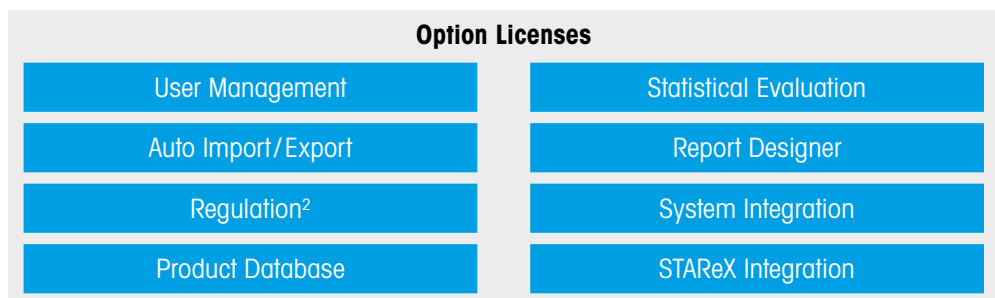 Option Licenses
User Management
Statistical Evaluation
Auto Import/Export
Report Designer
Regulation²
System Integration
Product Database
STAReX Integration